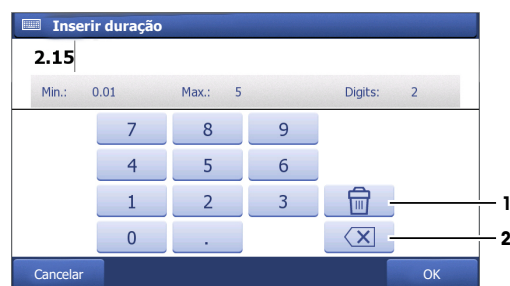 Inserir duração
2.15
Min.: 0.01 Max.: 5 Digits: 2
7 8 9
4 5 6
1 2 3 1
0 . 2
Cancelar OK